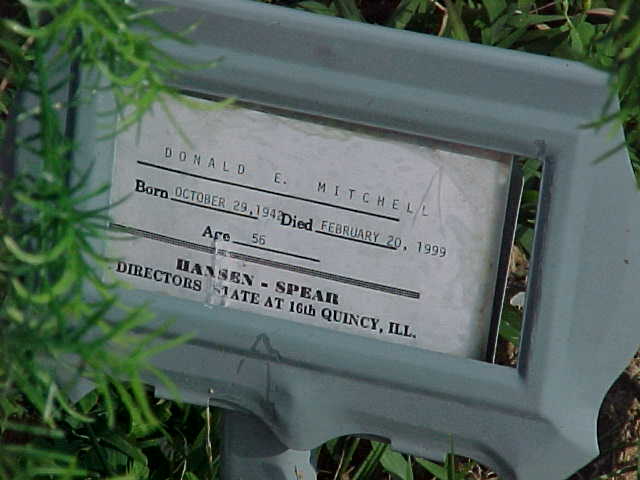 DONALD E. MITCHELL
Born OCTOBER 29, 1942 Died FEBRUARY 20, 1999
Age 56
HANSEN - SPEAR
DIRECTORS STATE AT 16th QUINCY, ILL.